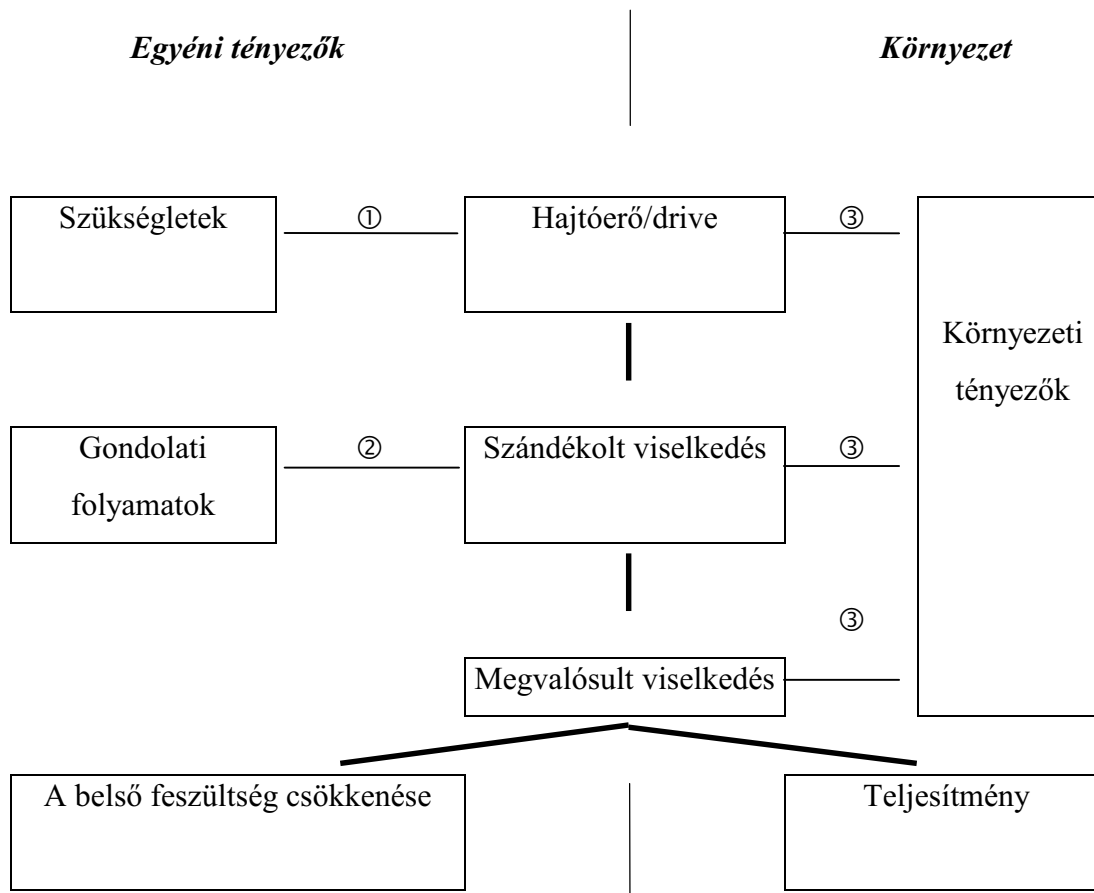 Egyéni tényezők
Környezet
Szükségletek
①
Hajtóerő/drive
③
Környezeti
tényezők
Gondolati
folyamatok
②
Szándékolt viselkedés
③
③
Megvalósult viselkedés
A belső feszültség csökkenése
Teljesítmény